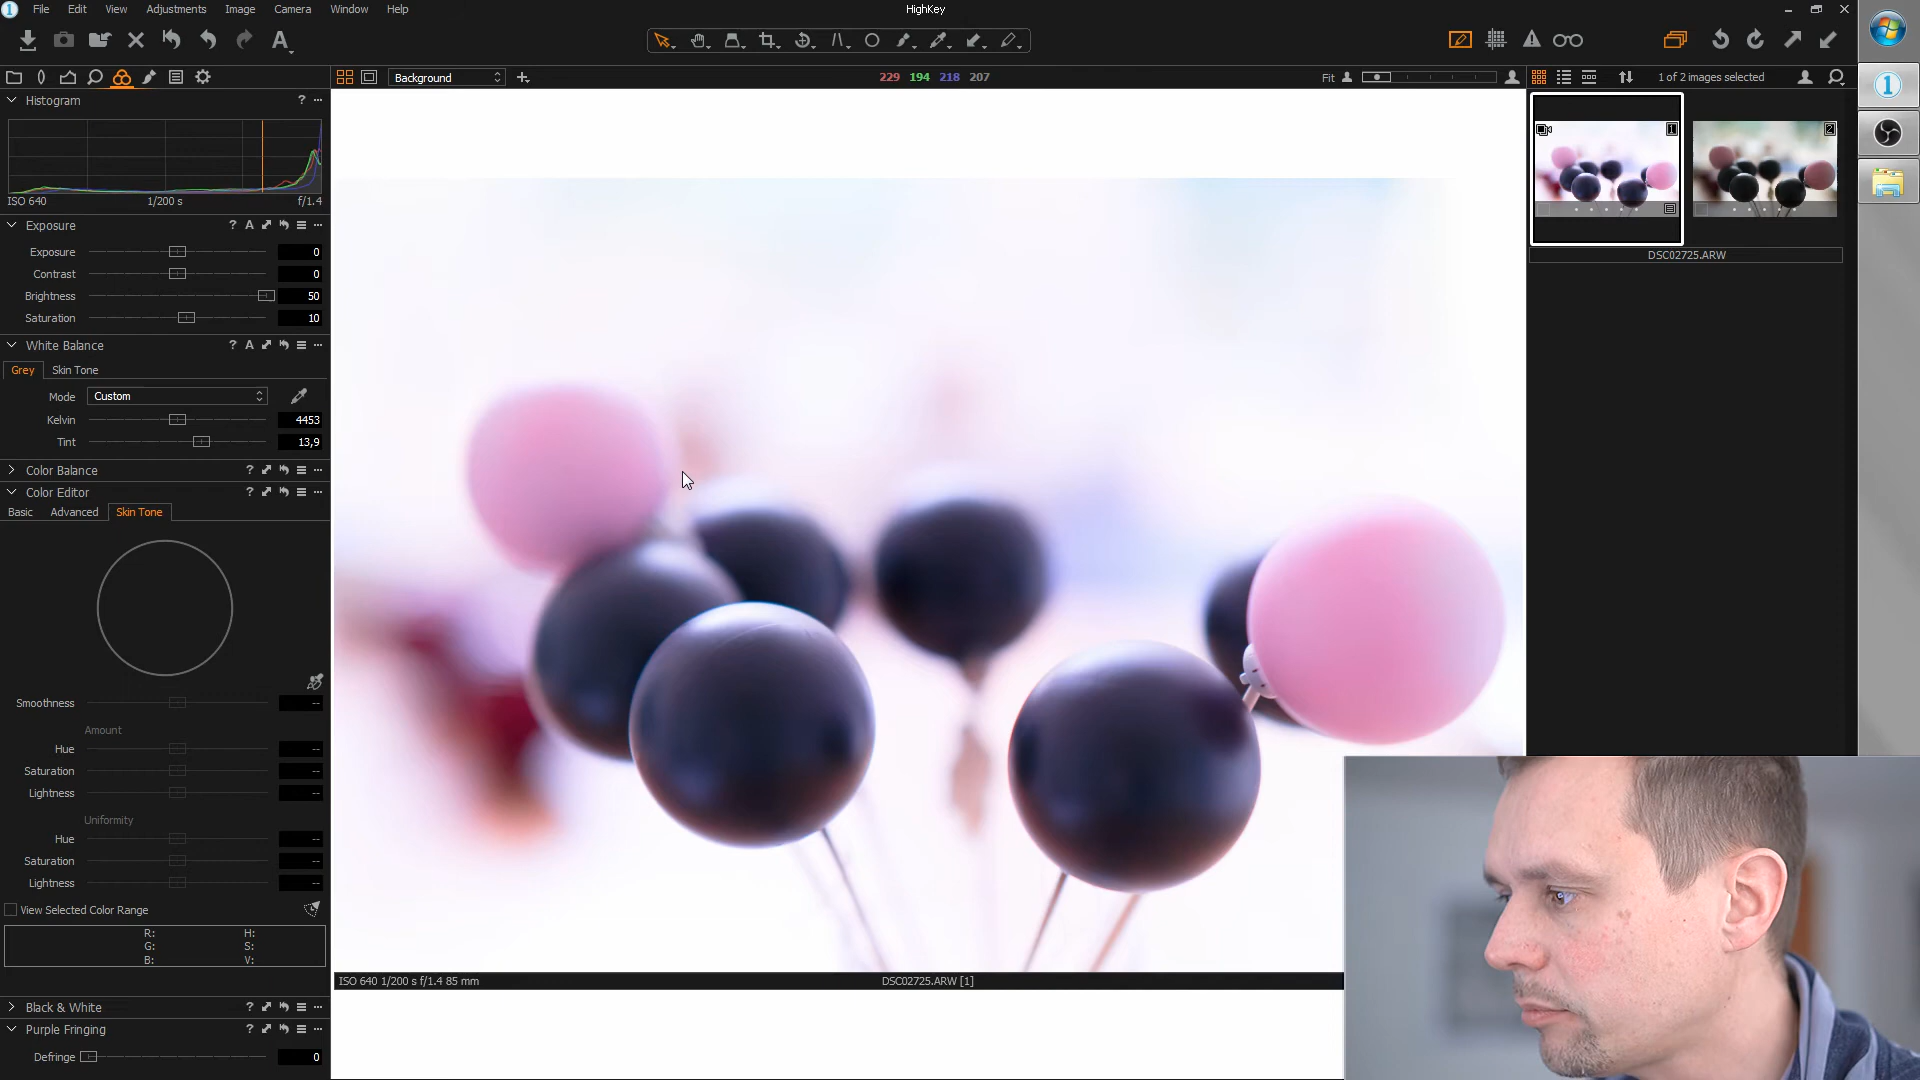 1 File Edit View Adjustments Image Camera Window Help HighKey
A Background 229 194 218 207 Fit 1 of 2 images selected
Histogram ? ...
ISO 640 1/200 s f/1.4
Exposure ? A ...
Exposure 0
Contrast 0
Brightness 50
Saturation 10
White Balance ? A ...
Grey Skin Tone
Mode Custom
Kelvin 4453
Tint 13,9
Color Balance ? ...
Color Editor ? ...
Basic Advanced Skin Tone
Smoothness --
Amount
Hue --
Saturation --
Lightness --
Uniformity
Hue --
Saturation --
Lightness --
View Selected Color Range
R: H:
G: S:
B: V:
Black & White ? ...
Purple Fringing ? ...
Defringe 0
ISO 640 1/200 s f/1.4 85 mm DSC02725.ARW [1]
1 2
DSC02725.ARW
1